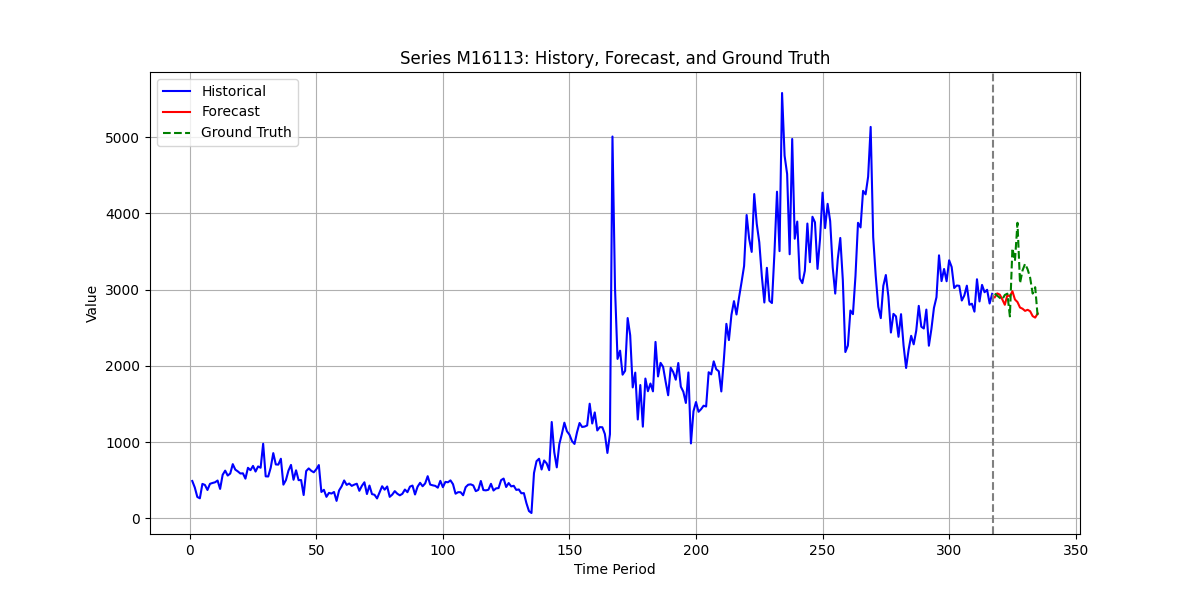 Series M16113: History, Forecast, and Ground Truth
Historical
Forecast
Ground Truth
Value
5000
4000
3000
2000
1000
0
0 50 100 150 200 250 300 350
Time Period